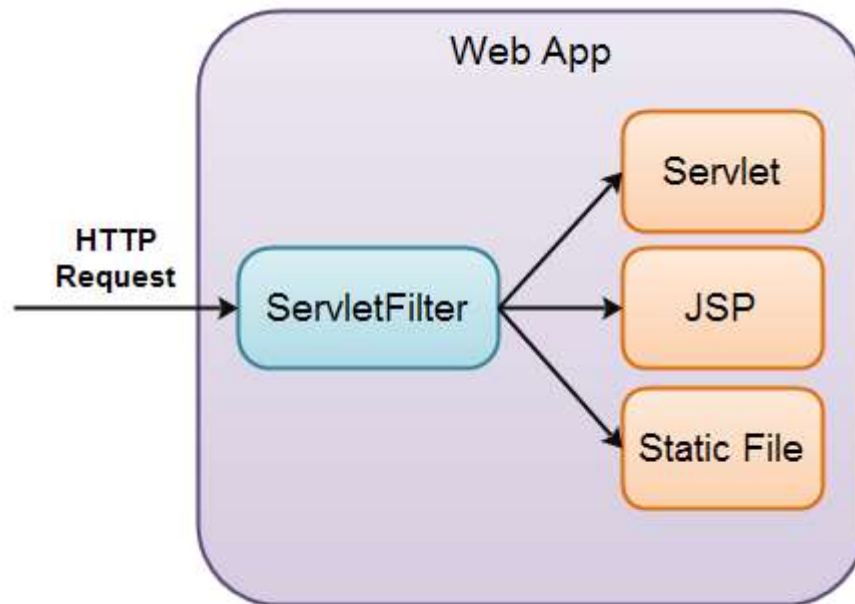 Web App
HTTP
Request
ServletFilter
Servlet
JSP
Static File